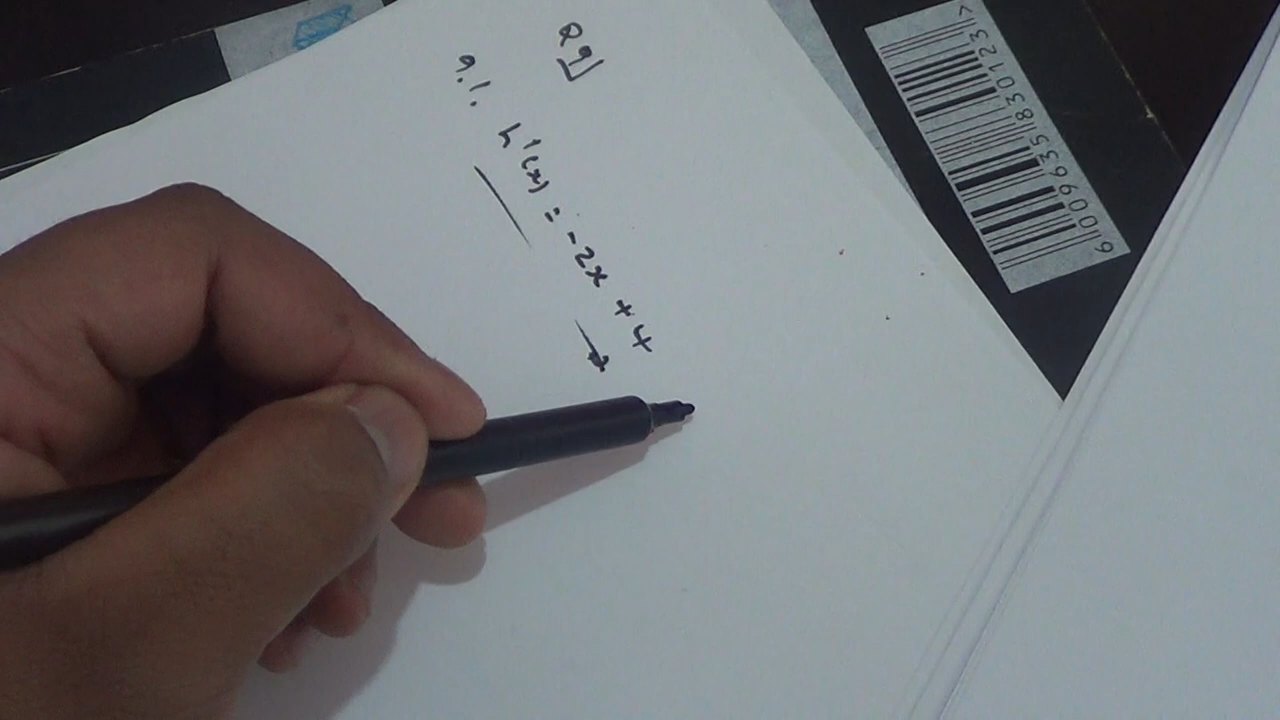 Q9
9.1. h'(x) = -2x + 4
6009635830123 >